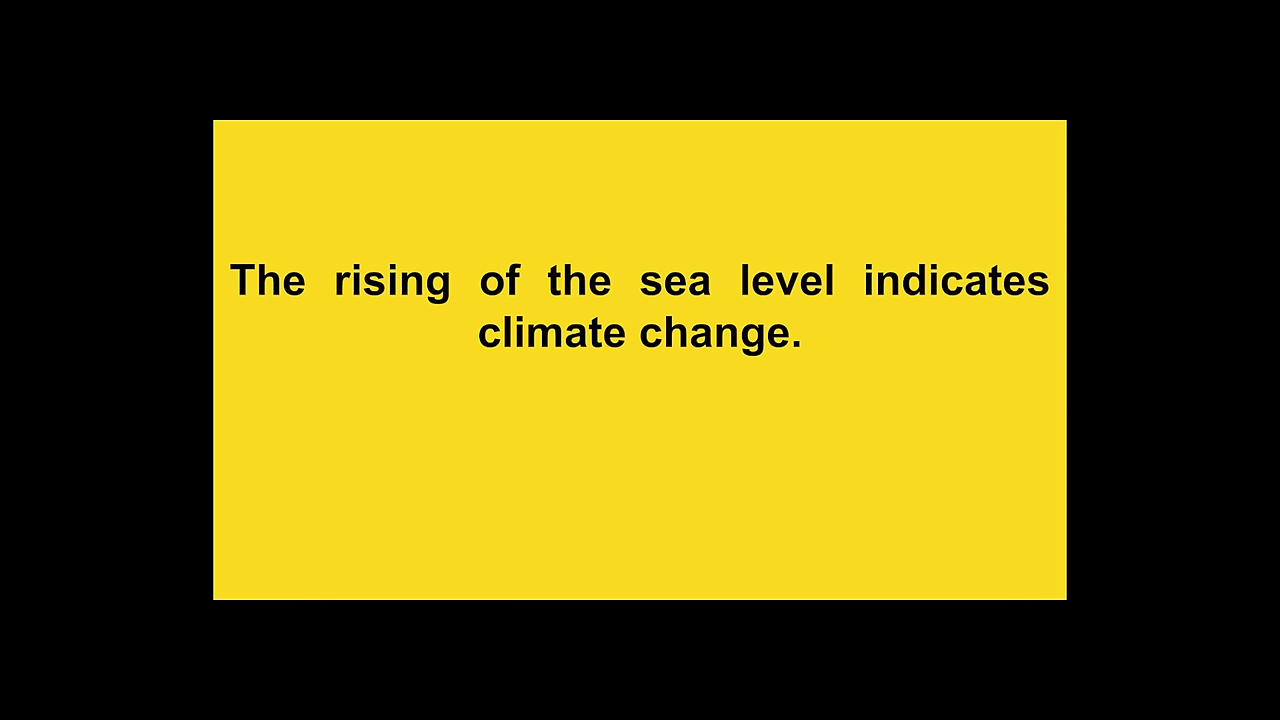 The rising of the sea level indicates
climate change.